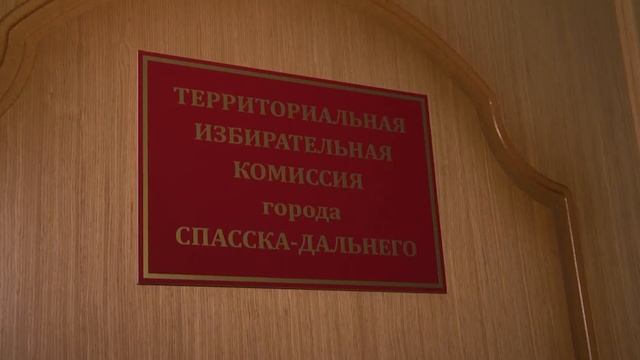 ТЕРРИТОРИАЛЬНАЯ
ИЗБИРАТЕЛЬНАЯ
КОМИССИЯ
города
СПАССКА-ДАЛЬНЕГО